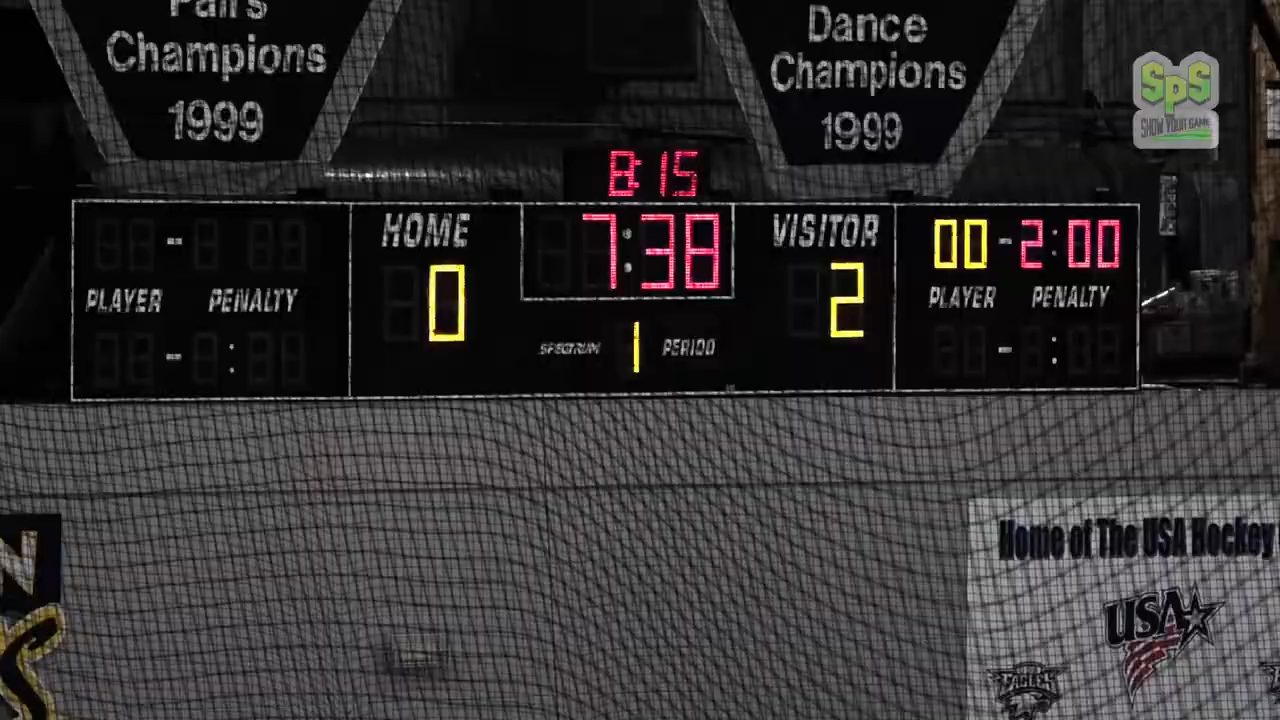 Pairs
Champions
1999
Dance
Champions
1999
SpS
SHOW YOUR GAME
8:15
HOME
7:38
VISITOR
00-2:00
0
2
PLAYER PENALTY
PLAYER PENALTY
SPECTRUM 1 PERIOD
N
Home of The USA Hockey
USA
EAGLES